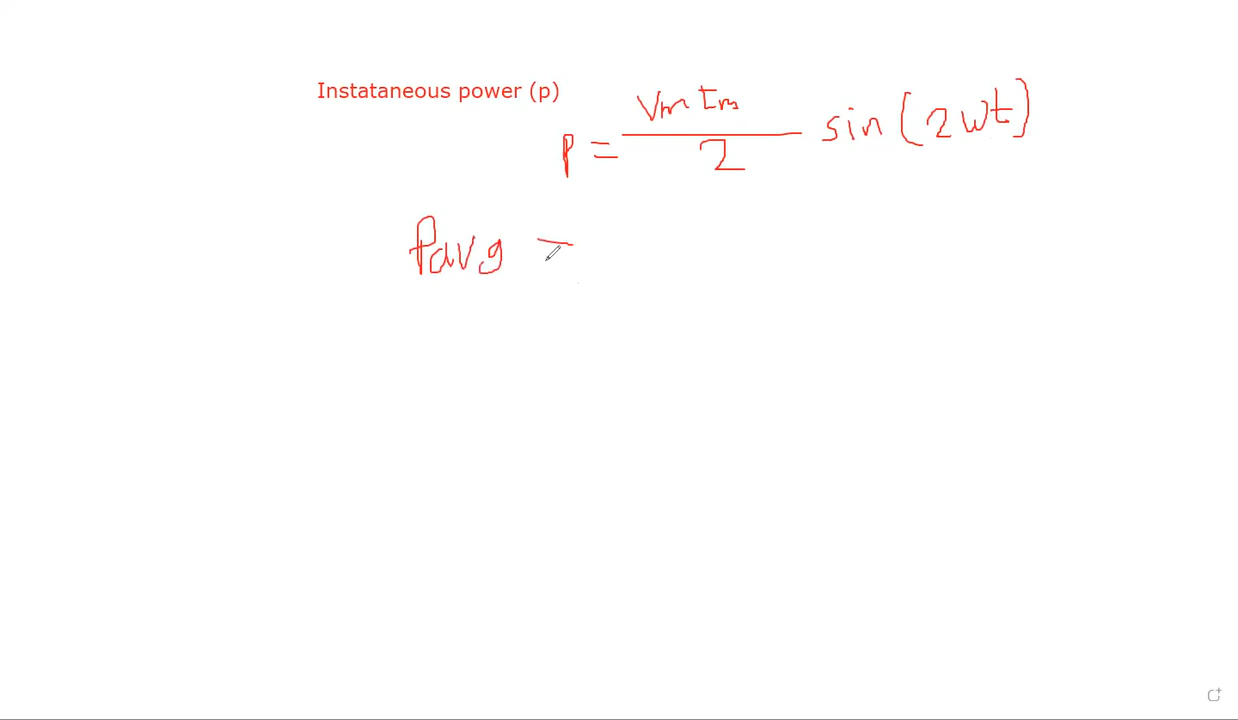 Instataneous power (p)
p = Vm Im / 2 sin (2wt)
Pavg =